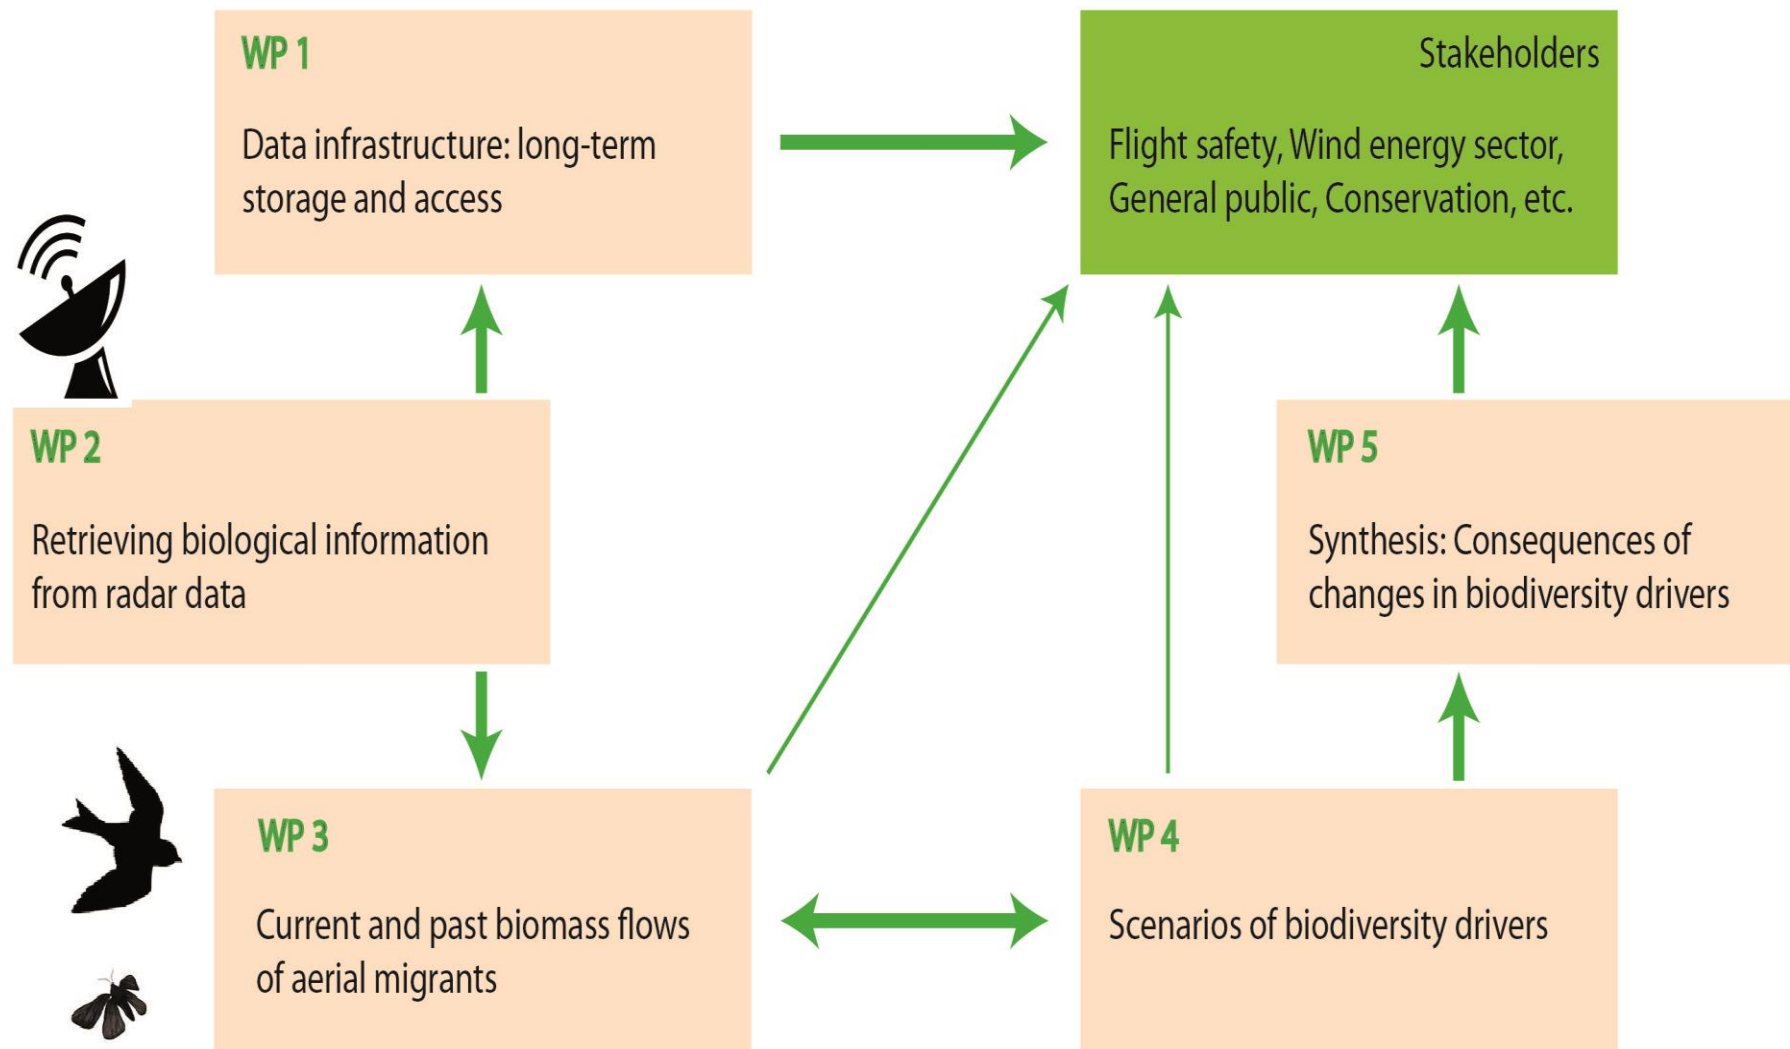 WP 1
Data infrastructure: long-term
storage and access
Stakeholders
Flight safety, Wind energy sector,
General public, Conservation, etc.
WP 2
Retrieving biological information
from radar data
WP 5
Synthesis: Consequences of
changes in biodiversity drivers
WP 3
Current and past biomass flows
of aerial migrants
WP 4
Scenarios of biodiversity drivers